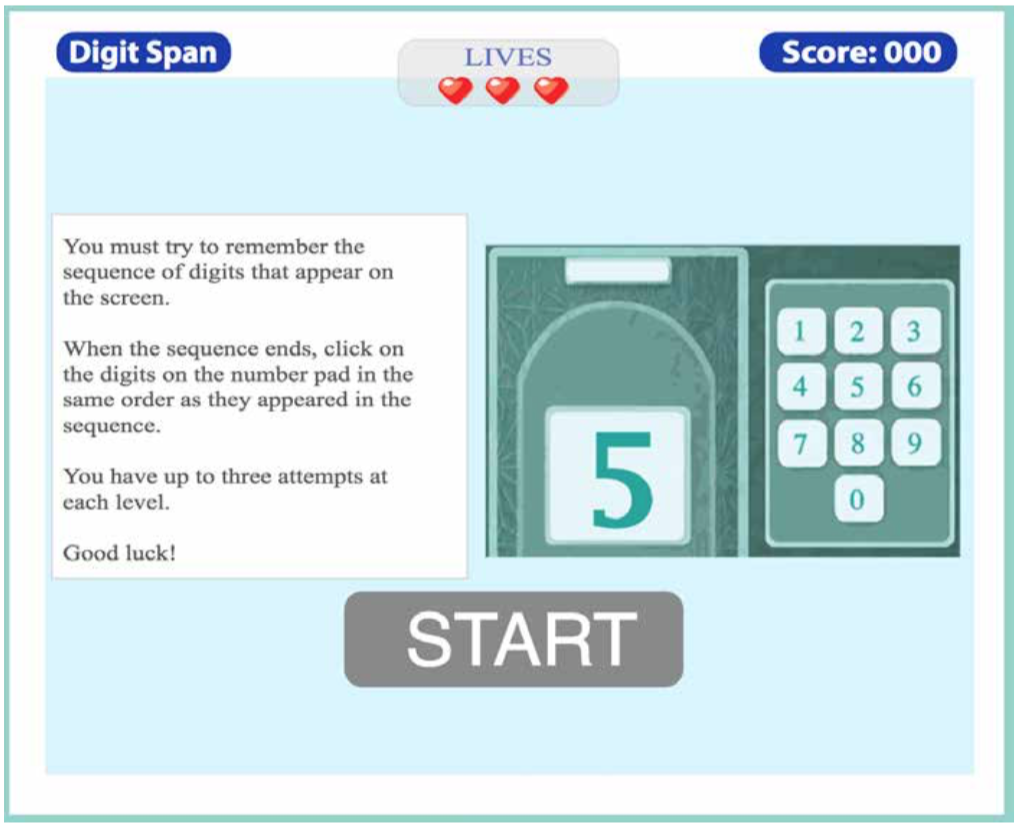 Digit Span
LIVES
Score: 000
You must try to remember the
sequence of digits that appear on
the screen.
When the sequence ends, click on
the digits on the number pad in the
same order as they appeared in the
sequence.
You have up to three attempts at
each level.
Good luck!
5
1 2 3
4 5 6
7 8 9
0
START